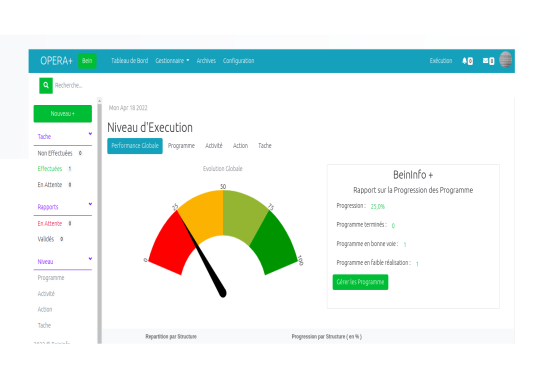 OPERA+ Bein Tableau de Bord Gestionnaire Archives Configuration Exécution 0 0
Recherche...
Nouveau +
Tache
Non Effectuées 0
Effectuées 1
En Attente 0
Rapports
En Attente 0
Validés 0
Niveau
Programme
Activité
Action
Tache
Mon Apr 18 2022
Niveau d'Execution
Performance Globale Programme Activité Action Tache
Evolution Globale
0
25
50
75
100
BeinInfo +
Rapport sur la Progression des Programme
Progression : 25,0%
Programme terminés : 0
Programme en bonne voie : 1
Programme en faible réalisation : 1
Gérer les Programme
Repartition par Structure
Progression par Structure ( en % )